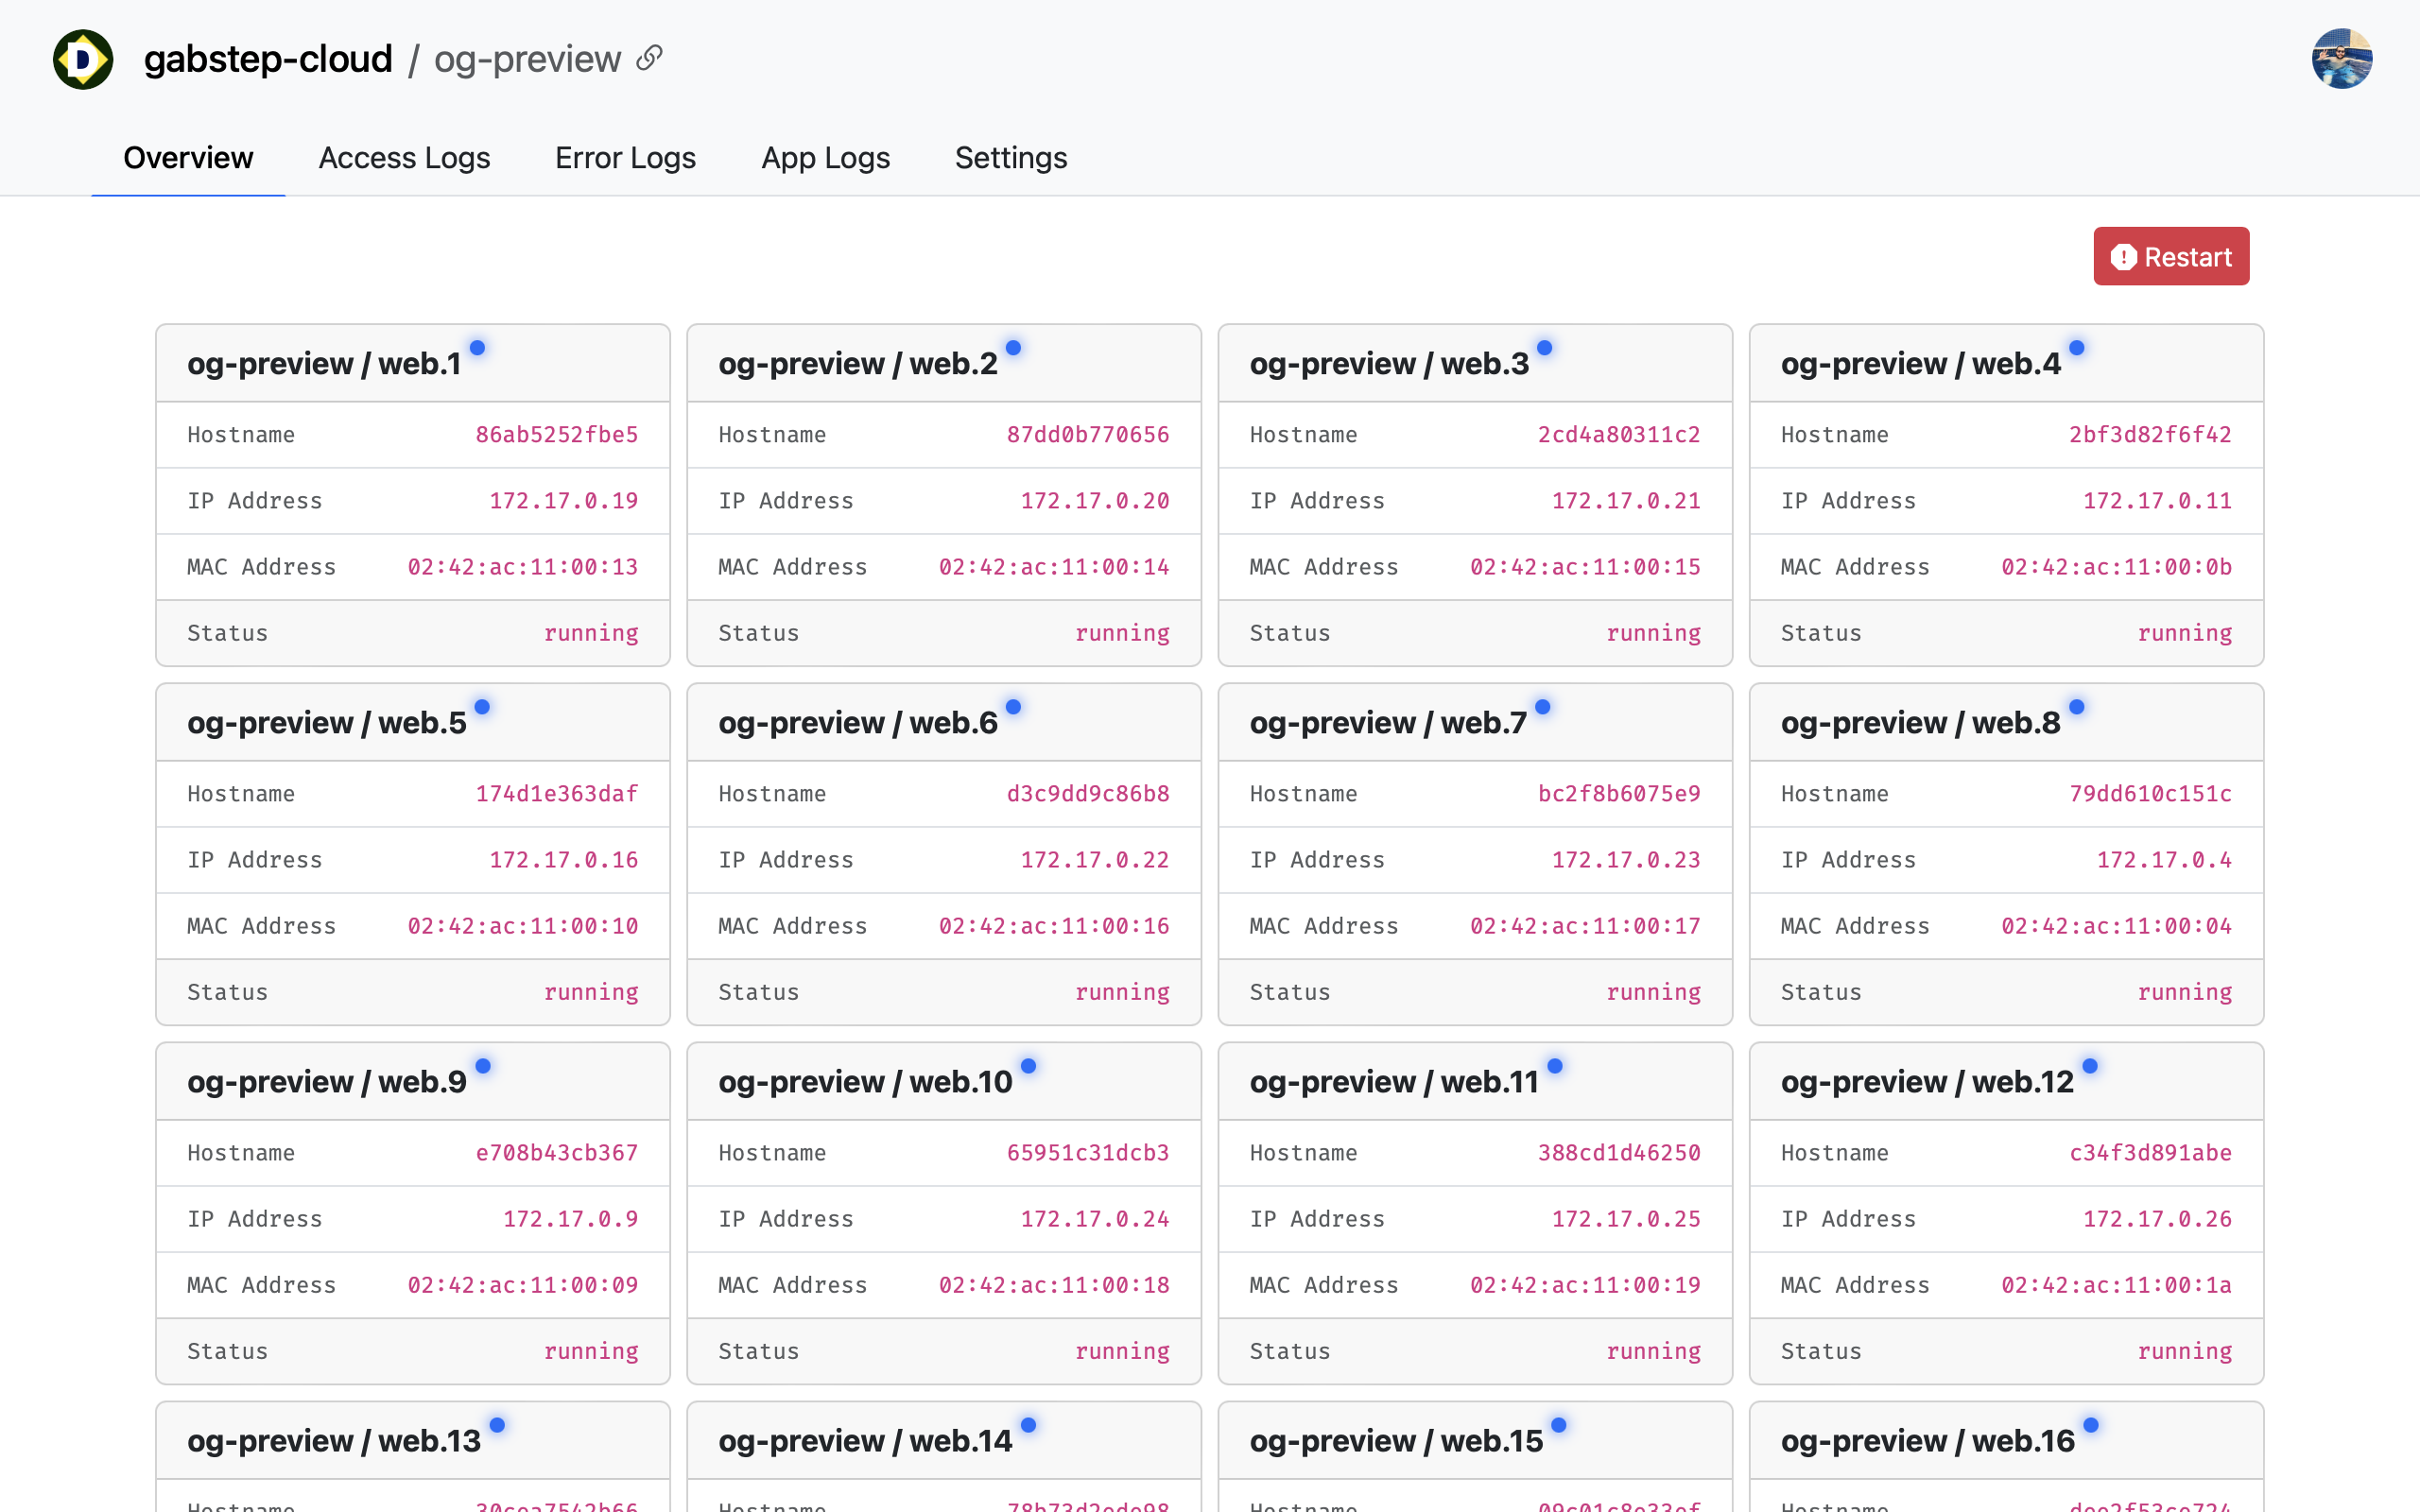 D
gabstep-cloud / og-preview
Overview Access Logs Error Logs App Logs Settings
Restart
og-preview / web.1 og-preview / web.2 og-preview / web.3 og-preview / web.4
Hostname 86ab5252fbe5 Hostname 87dd0b770656 Hostname 2cd4a80311c2 Hostname 2bf3d82f6f42
IP Address 172.17.0.19 IP Address 172.17.0.20 IP Address 172.17.0.21 IP Address 172.17.0.11
MAC Address 02:42:ac:11:00:13 MAC Address 02:42:ac:11:00:14 MAC Address 02:42:ac:11:00:15 MAC Address 02:42:ac:11:00:0b
Status running Status running Status running Status running
og-preview / web.5 og-preview / web.6 og-preview / web.7 og-preview / web.8
Hostname 174d1e363daf Hostname d3c9dd9c86b8 Hostname bc2f8b6075e9 Hostname 79dd610c151c
IP Address 172.17.0.16 IP Address 172.17.0.22 IP Address 172.17.0.23 IP Address 172.17.0.4
MAC Address 02:42:ac:11:00:10 MAC Address 02:42:ac:11:00:16 MAC Address 02:42:ac:11:00:17 MAC Address 02:42:ac:11:00:04
Status running Status running Status running Status running
og-preview / web.9 og-preview / web.10 og-preview / web.11 og-preview / web.12
Hostname e708b43cb367 Hostname 65951c31dcb3 Hostname 388cd1d46250 Hostname c34f3d891abe
IP Address 172.17.0.9 IP Address 172.17.0.24 IP Address 172.17.0.25 IP Address 172.17.0.26
MAC Address 02:42:ac:11:00:09 MAC Address 02:42:ac:11:00:18 MAC Address 02:42:ac:11:00:19 MAC Address 02:42:ac:11:00:1a
Status running Status running Status running Status running
og-preview / web.13 og-preview / web.14 og-preview / web.15 og-preview / web.16
Hostname Hostname Hostname Hostname